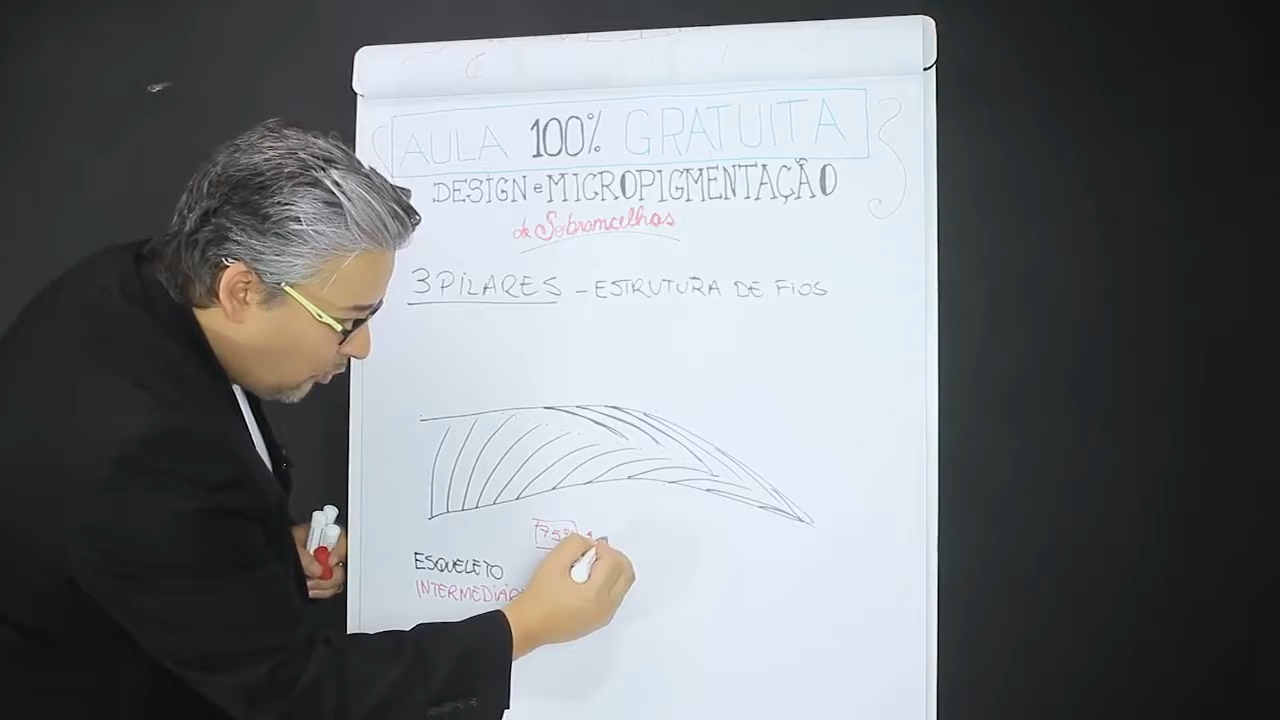 AULA 100% GRATUITA
DESIGN e MICROPIGMENTAÇÃO
de Sobrancelhas
3 PILARES - ESTRUTURA DE FIOS
ESQUELETO